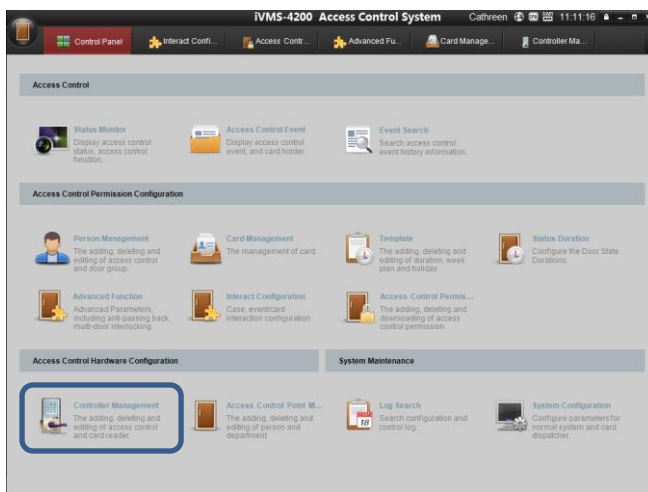 iVMS-4200 Access Control System
Cathreen
11:11:16
Control Panel
Interact Confi...
Access Contr...
Advanced Fu...
Card Manage...
Controller Ma...
Access Control
Status Monitor
Display access control
status, access control
function.
Access Control Event
Display access control
event, and card holder.
Event Search
Search access control
event history information.
Access Control Permission Configuration
Person Management
The adding, deleting and
editing of access control
and door group.
Card Management
The management of card.
Template
The adding, deleting and
editing of duration, week
plan and holiday.
Status Duration
Configure the Door State
Durations.
Advanced Function
Advanced Parameters,
including anti-passing back,
multi-door interlocking.
Interact Configuration
Case, event/card
interaction configuration.
Access Control Permis...
The adding, deleting and
downloading of access
control permission.
Access Control Hardware Configuration
System Maintenance
Controller Management
The adding, deleting and
editing of access control
and card reader.
Access Control Point M...
The adding, deleting and
editing of person and
department.
18
Log Search
Search configuration and
control log.
System Configuration
Configure parameters for
normal system and card
dispatcher.